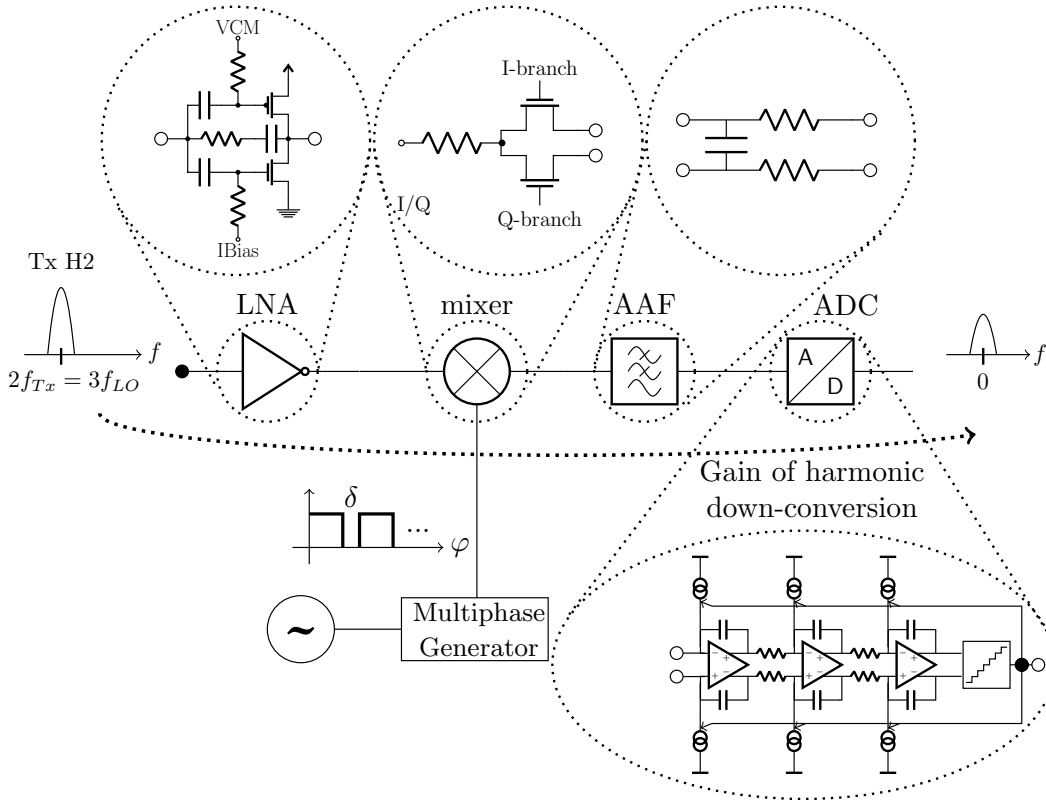 VCM
IBias
I-branch
I/Q
Q-branch
Tx H2
LNA
mixer
AAF
ADC
f
2f_{Tx} = 3f_{LO}
A
D
f
0
Gain of harmonic
down-conversion
δ
...
φ
~
Multiphase
Generator
− +
+ −
− +
+ −
− +
+ −